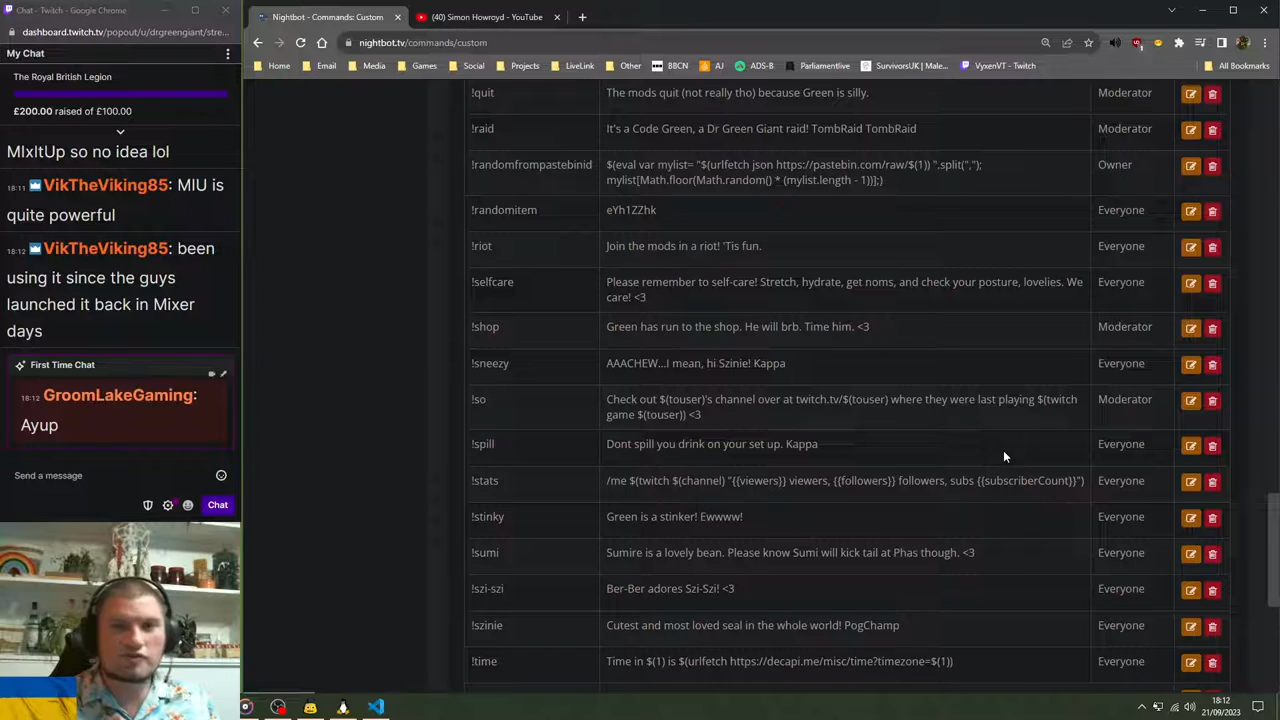 Chat - Twitch - Google Chrome
dashboard.twitch.tv/popout/u/drgreengiant/stre...
My Chat
The Royal British Legion
£200.00 raised of £100.00
MIxItUp so no idea lol
18:11 VikTheViking85: MIU is
quite powerful
18:12 VikTheViking85: been
using it since the guys
launched it back in Mixer
days
First Time Chat
18:12 GroomLakeGaming:
Ayup
Send a message
Chat
Nightbot - Commands: Custom
(40) Simon Howroyd - YouTube
nightbot.tv/commands/custom
Home Email Media Games Social Projects LiveLink Other BBCN AJ ADS-B Parliamentlive SurvivorsUK | Male... VyxenVT - Twitch All Bookmarks
!quit The mods quit (not really tho) because Green is silly. Moderator
!raid It's a Code Green, a Dr Green Giant raid! TombRaid TombRaid Moderator
!randomfrompastebinid $(eval var mylist= "$(urlfetch json https://pastebin.com/raw/$(1)) ".split(","); Owner
mylist[Math.floor(Math.random() * (mylist.length - 1))];)
!randomitem eYh1ZZhk Everyone
!riot Join the mods in a riot! 'Tis fun. Everyone
!selfcare Please remember to self-care! Stretch, hydrate, get noms, and check your posture, lovelies. We Everyone
care! <3
!shop Green has run to the shop. He will brb. Time him. <3 Moderator
!sneezy AAACHEW...I mean, hi Szinie! Kappa Everyone
!so Check out $(touser)'s channel over at twitch.tv/$(touser) where they were last playing $(twitch Moderator
game $(touser)) <3
!spill Dont spill you drink on your set up. Kappa Everyone
!stats /me $(twitch $(channel) "{{viewers}} viewers, {{followers}} followers, subs {{subscriberCount}}") Everyone
!stinky Green is a stinker! Ewwww! Everyone
!sumi Sumire is a lovely bean. Please know Sumi will kick tail at Phas though. <3 Everyone
!szi-szi Ber-Ber adores Szi-Szi! <3 Everyone
!szinie Cutest and most loved seal in the whole world! PogChamp Everyone
!time Time in $(1) is $(urlfetch https://decapi.me/misc/time?timezone=$(1)) Everyone
18:12
21/09/2023